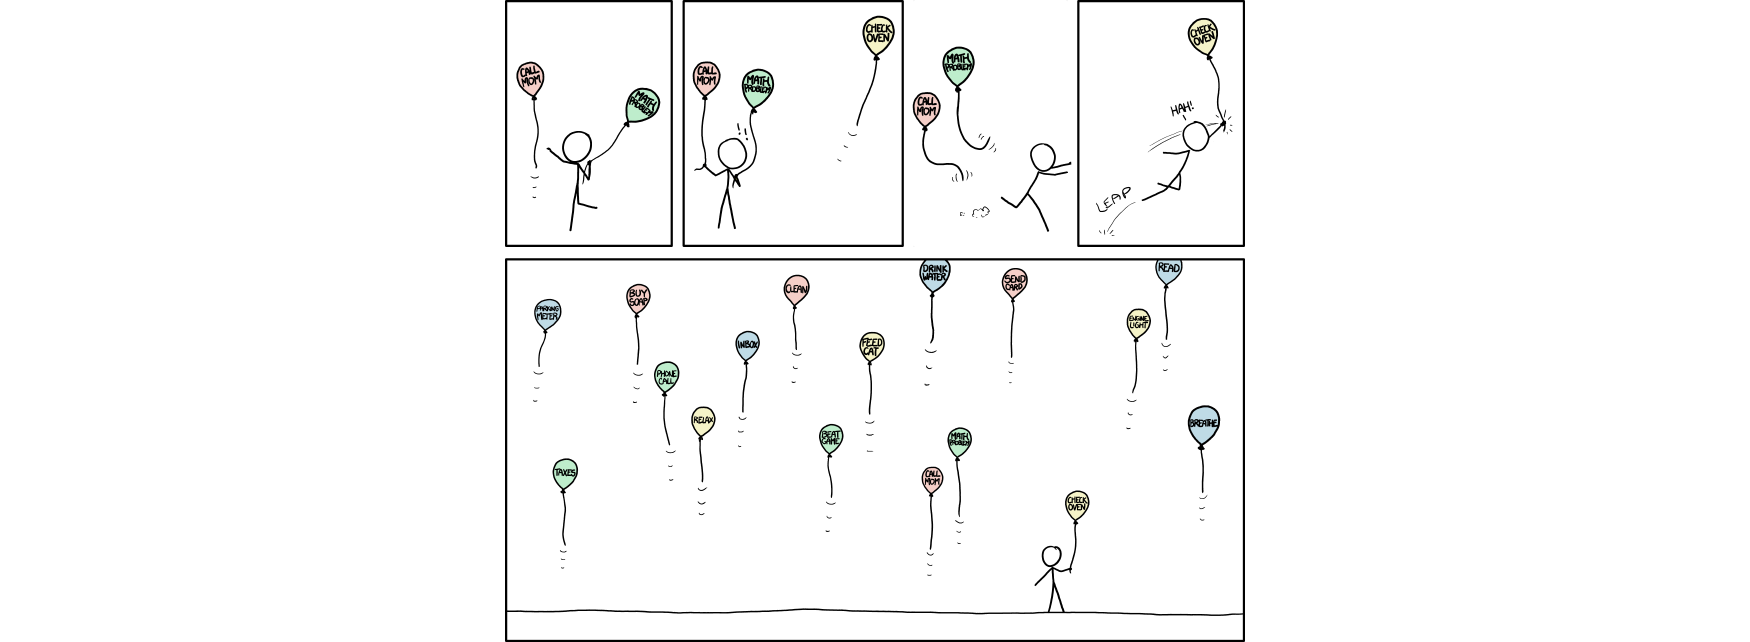 CALL
MOM
MATH
PROBLEM
CALL
MOM
MATH
PROBLEM
!!
CHECK
OVEN
MATH
PROBLEM
CALL
MOM
CHECK
OVEN
HAH!
LEAP
PARKING
METER
BUY
SOAP
CLEAN
DRINK
WATER
SEND
CARD
READ
ENGINE
LIGHT
INBOX
FEED
CAT
PHONE
CALL
RELAX
BEAT
GAME
MATH
PROBLEM
BREATHE
TAXES
CALL
MOM
CHECK
OVEN